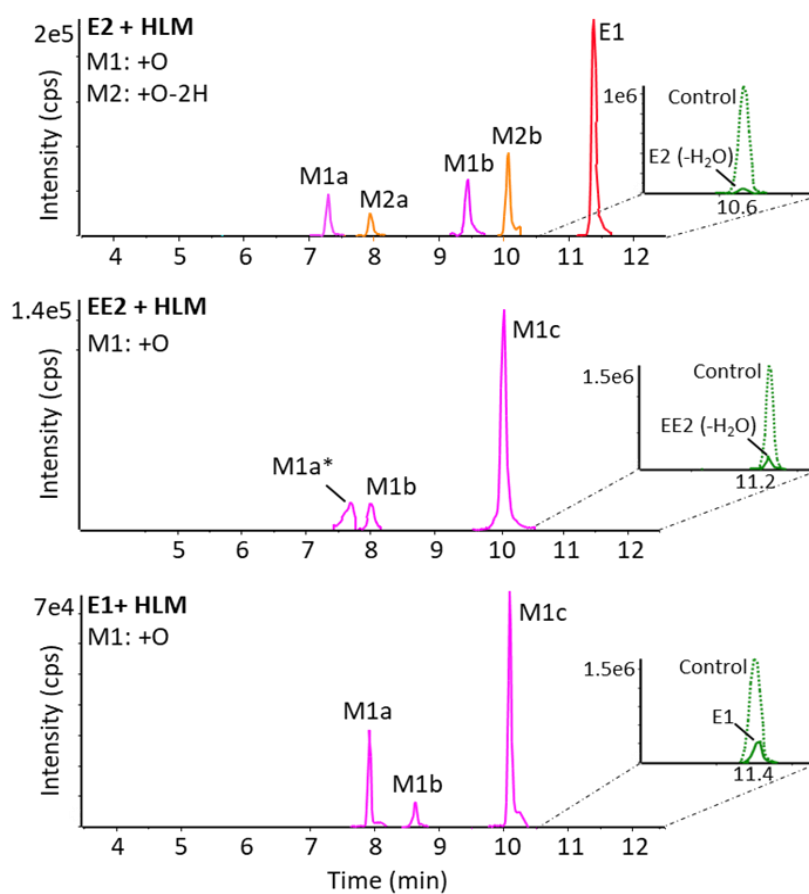 E2 + HLM
M1: +O
M2: +O-2H
2e5
Intensity (cps)
M1a
M2a
M1b
M2b
E1
1e6
Control
E2 (-H₂O)
10.6
4 5 6 7 8 9 10 11 12
EE2 + HLM
M1: +O
1.4e5
Intensity (cps)
M1a*
M1b
M1c
1.5e6
Control
EE2 (-H₂O)
11.2
5 6 7 8 9 10 11 12
E1+ HLM
M1: +O
7e4
Intensity (cps)
M1a
M1b
M1c
1.5e6
Control
E1
11.4
4 5 6 7 8 9 10 11 12
Time (min)